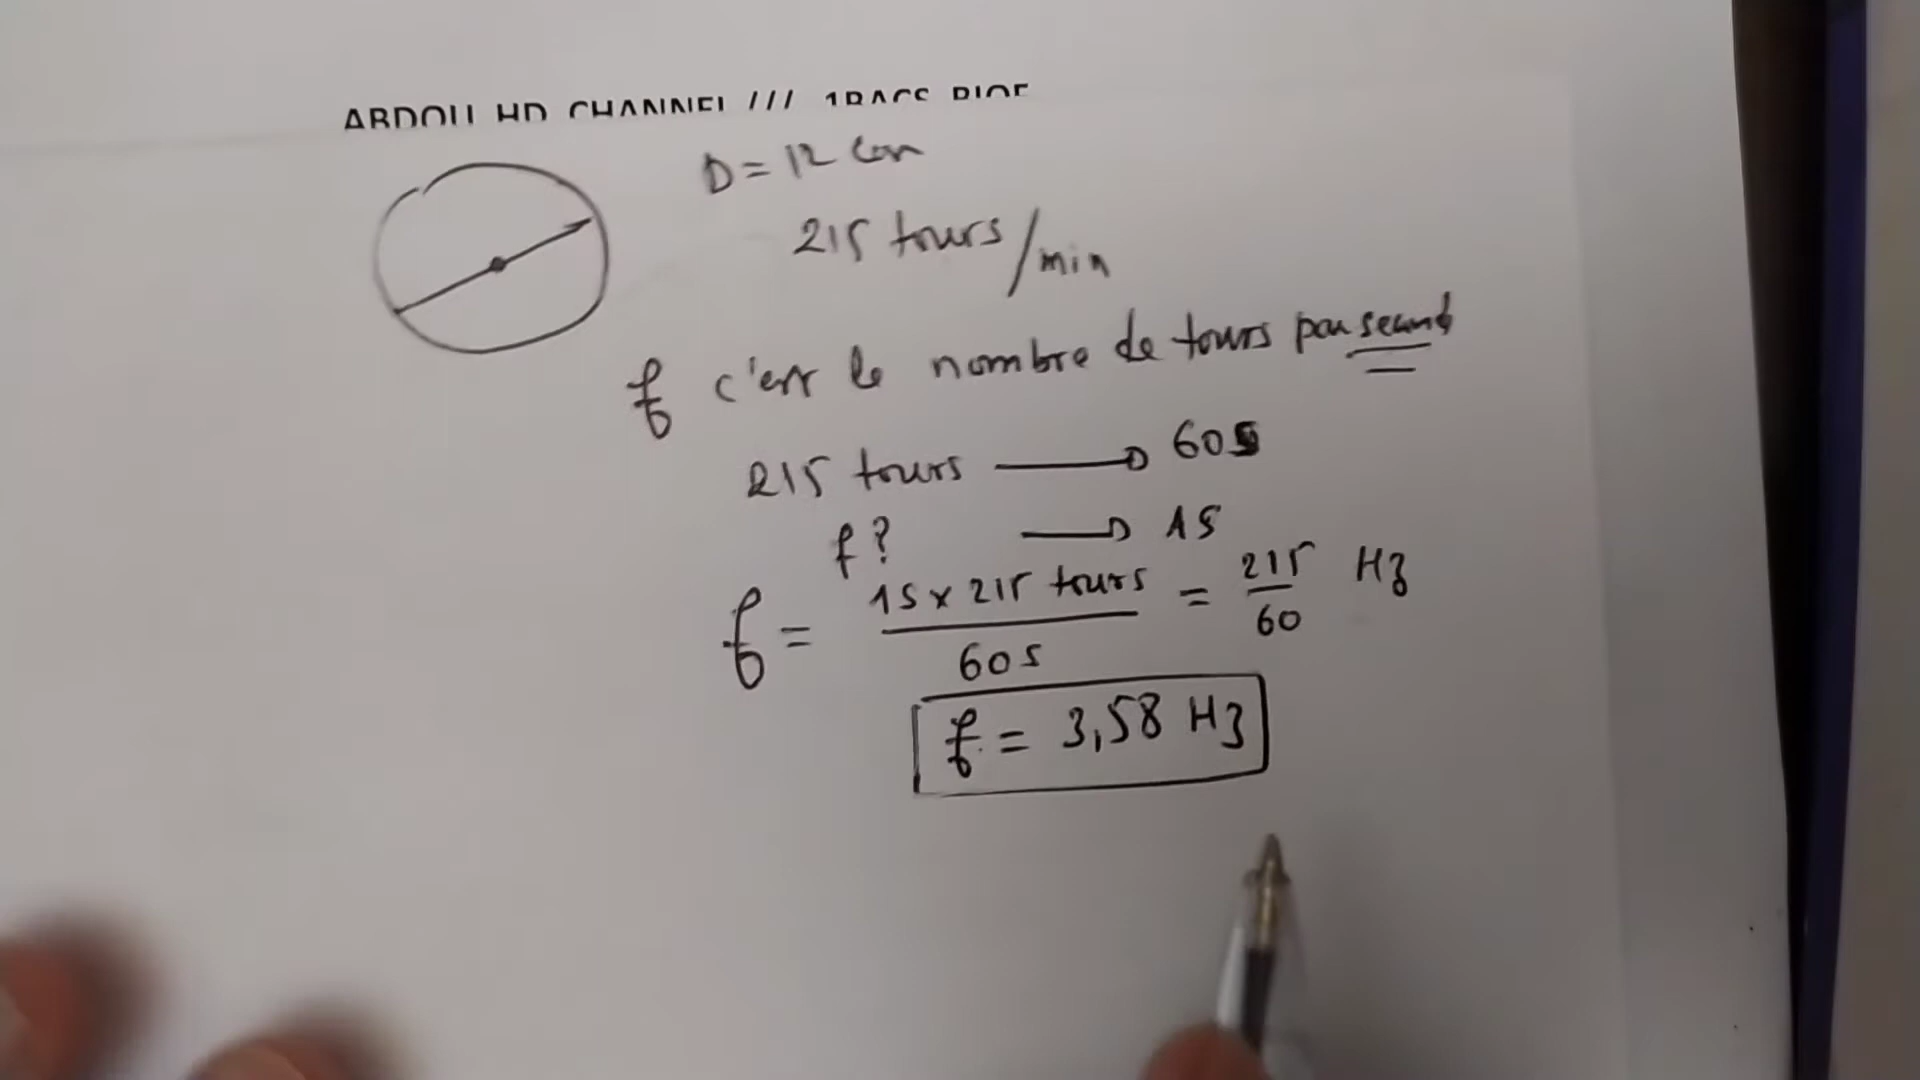 ABDOU HD CHANNEL /// 1BACS BIOF
D = 12 cm
215 tours/min
f c'est le nombre de tours par second
215 tours → 60s
f? → 1s
f = 1s x 215 tours / 60s = 215 / 60 Hz
f = 3,58 Hz